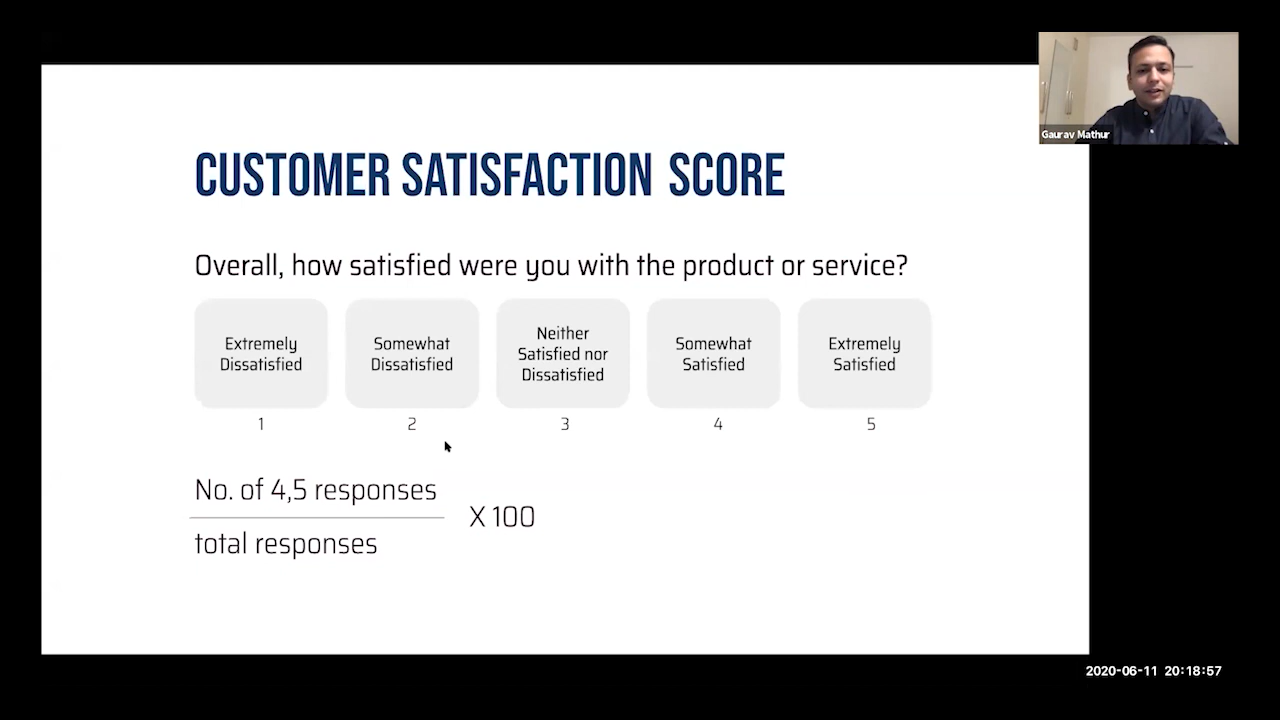 Gaurav Mathur
CUSTOMER SATISFACTION SCORE
Overall, how satisfied were you with the product or service?
Extremely
Dissatisfied
1
Somewhat
Dissatisfied
2
Neither
Satisfied nor
Dissatisfied
3
Somewhat
Satisfied
4
Extremely
Satisfied
5
No. of 4,5 responses
total responses
X 100
2020-06-11 20:18:57